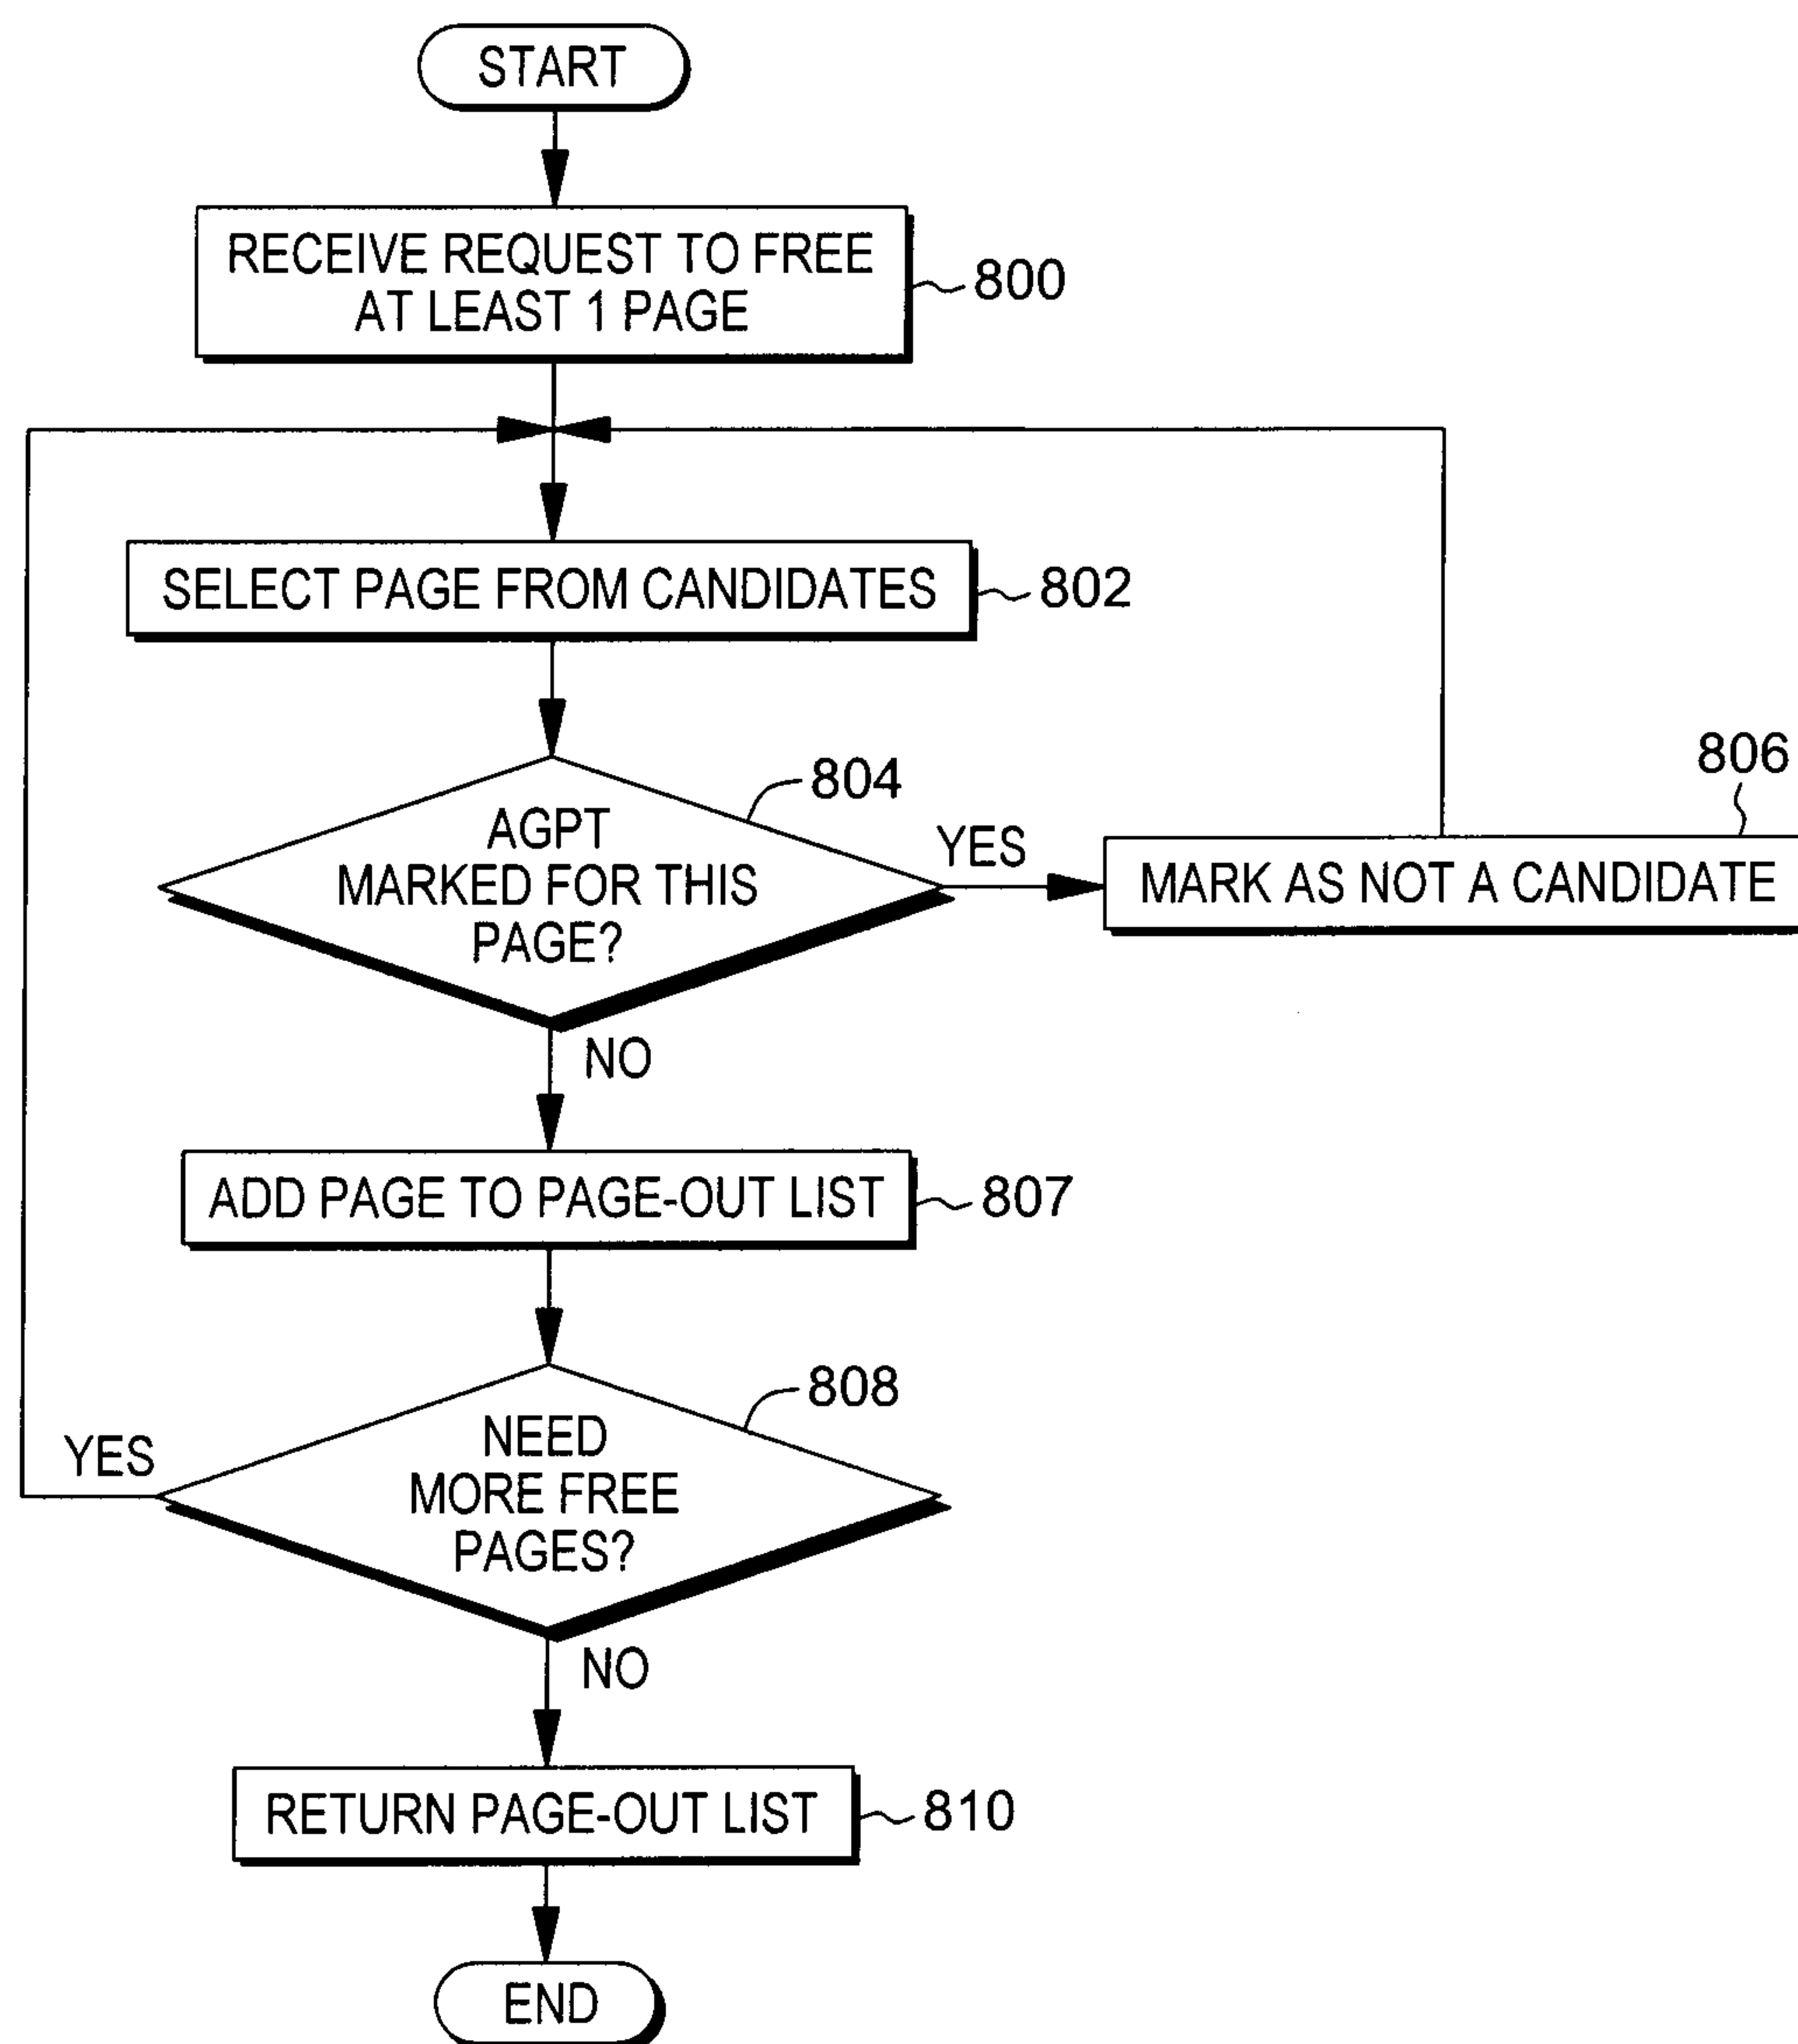 START
RECEIVE REQUEST TO FREE
AT LEAST 1 PAGE
800
SELECT PAGE FROM CANDIDATES
802
804
AGPT
MARKED FOR THIS
PAGE?
YES
806
MARK AS NOT A CANDIDATE
NO
ADD PAGE TO PAGE-OUT LIST
807
808
NEED
MORE FREE
PAGES?
YES
NO
RETURN PAGE-OUT LIST
810
END